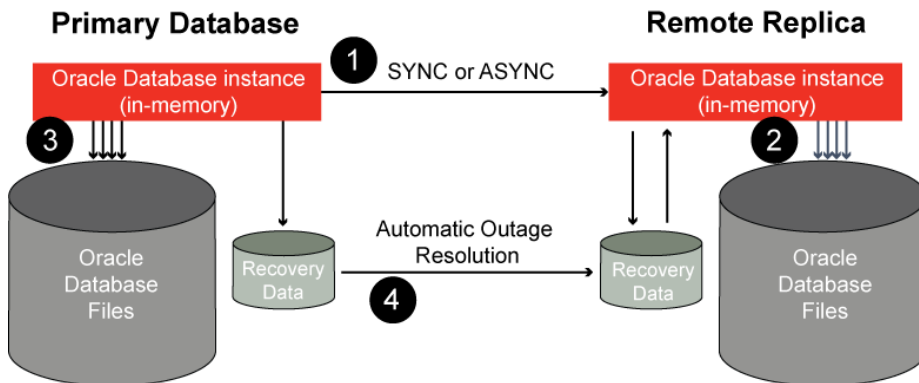 Primary Database
Remote Replica
1
SYNC or ASYNC
Oracle Database instance
(in-memory)
Oracle Database instance
(in-memory)
3
2
Oracle
Database
Files
Recovery
Data
Automatic Outage
Resolution
4
Recovery
Data
Oracle
Database
Files